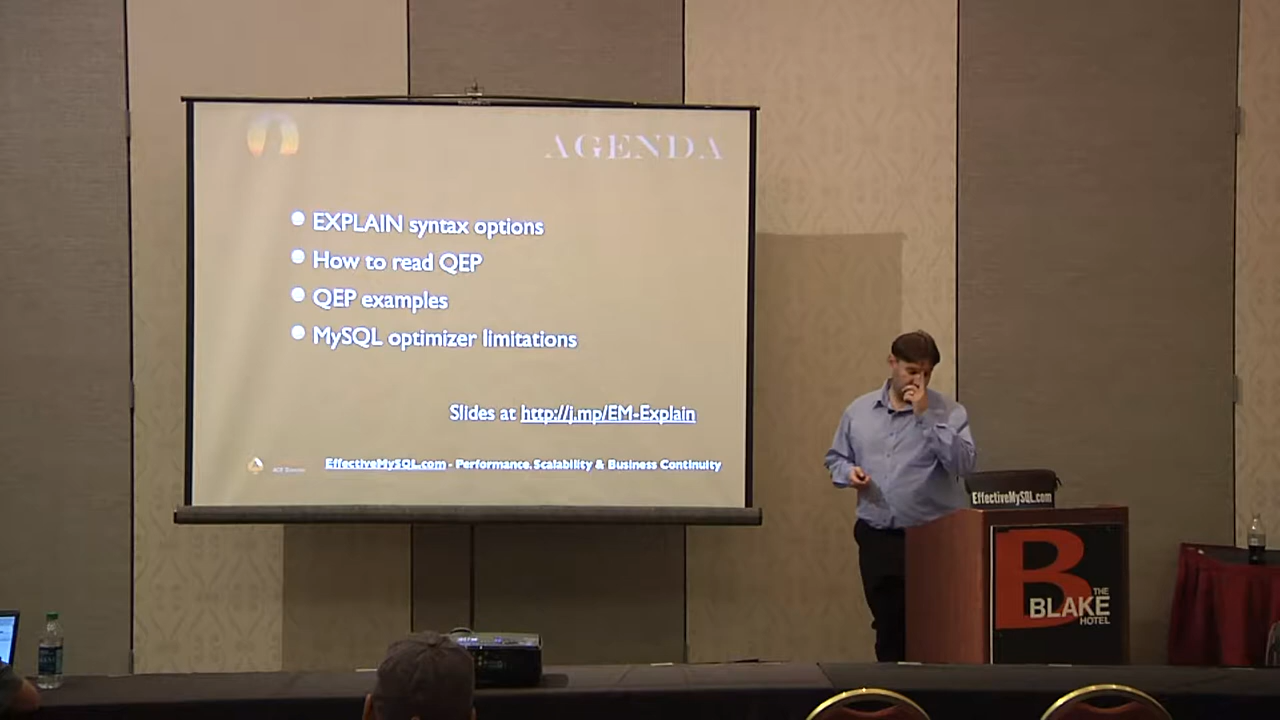 AGENDA
EXPLAIN syntax options
How to read QEP
QEP examples
MySQL optimizer limitations
Slides at http://j.mp/EM-Explain
EffectiveMySQL.com - Performance, Scalability & Business Continuity
EffectiveMySQL.com
B
THE
BLAKE
HOTEL